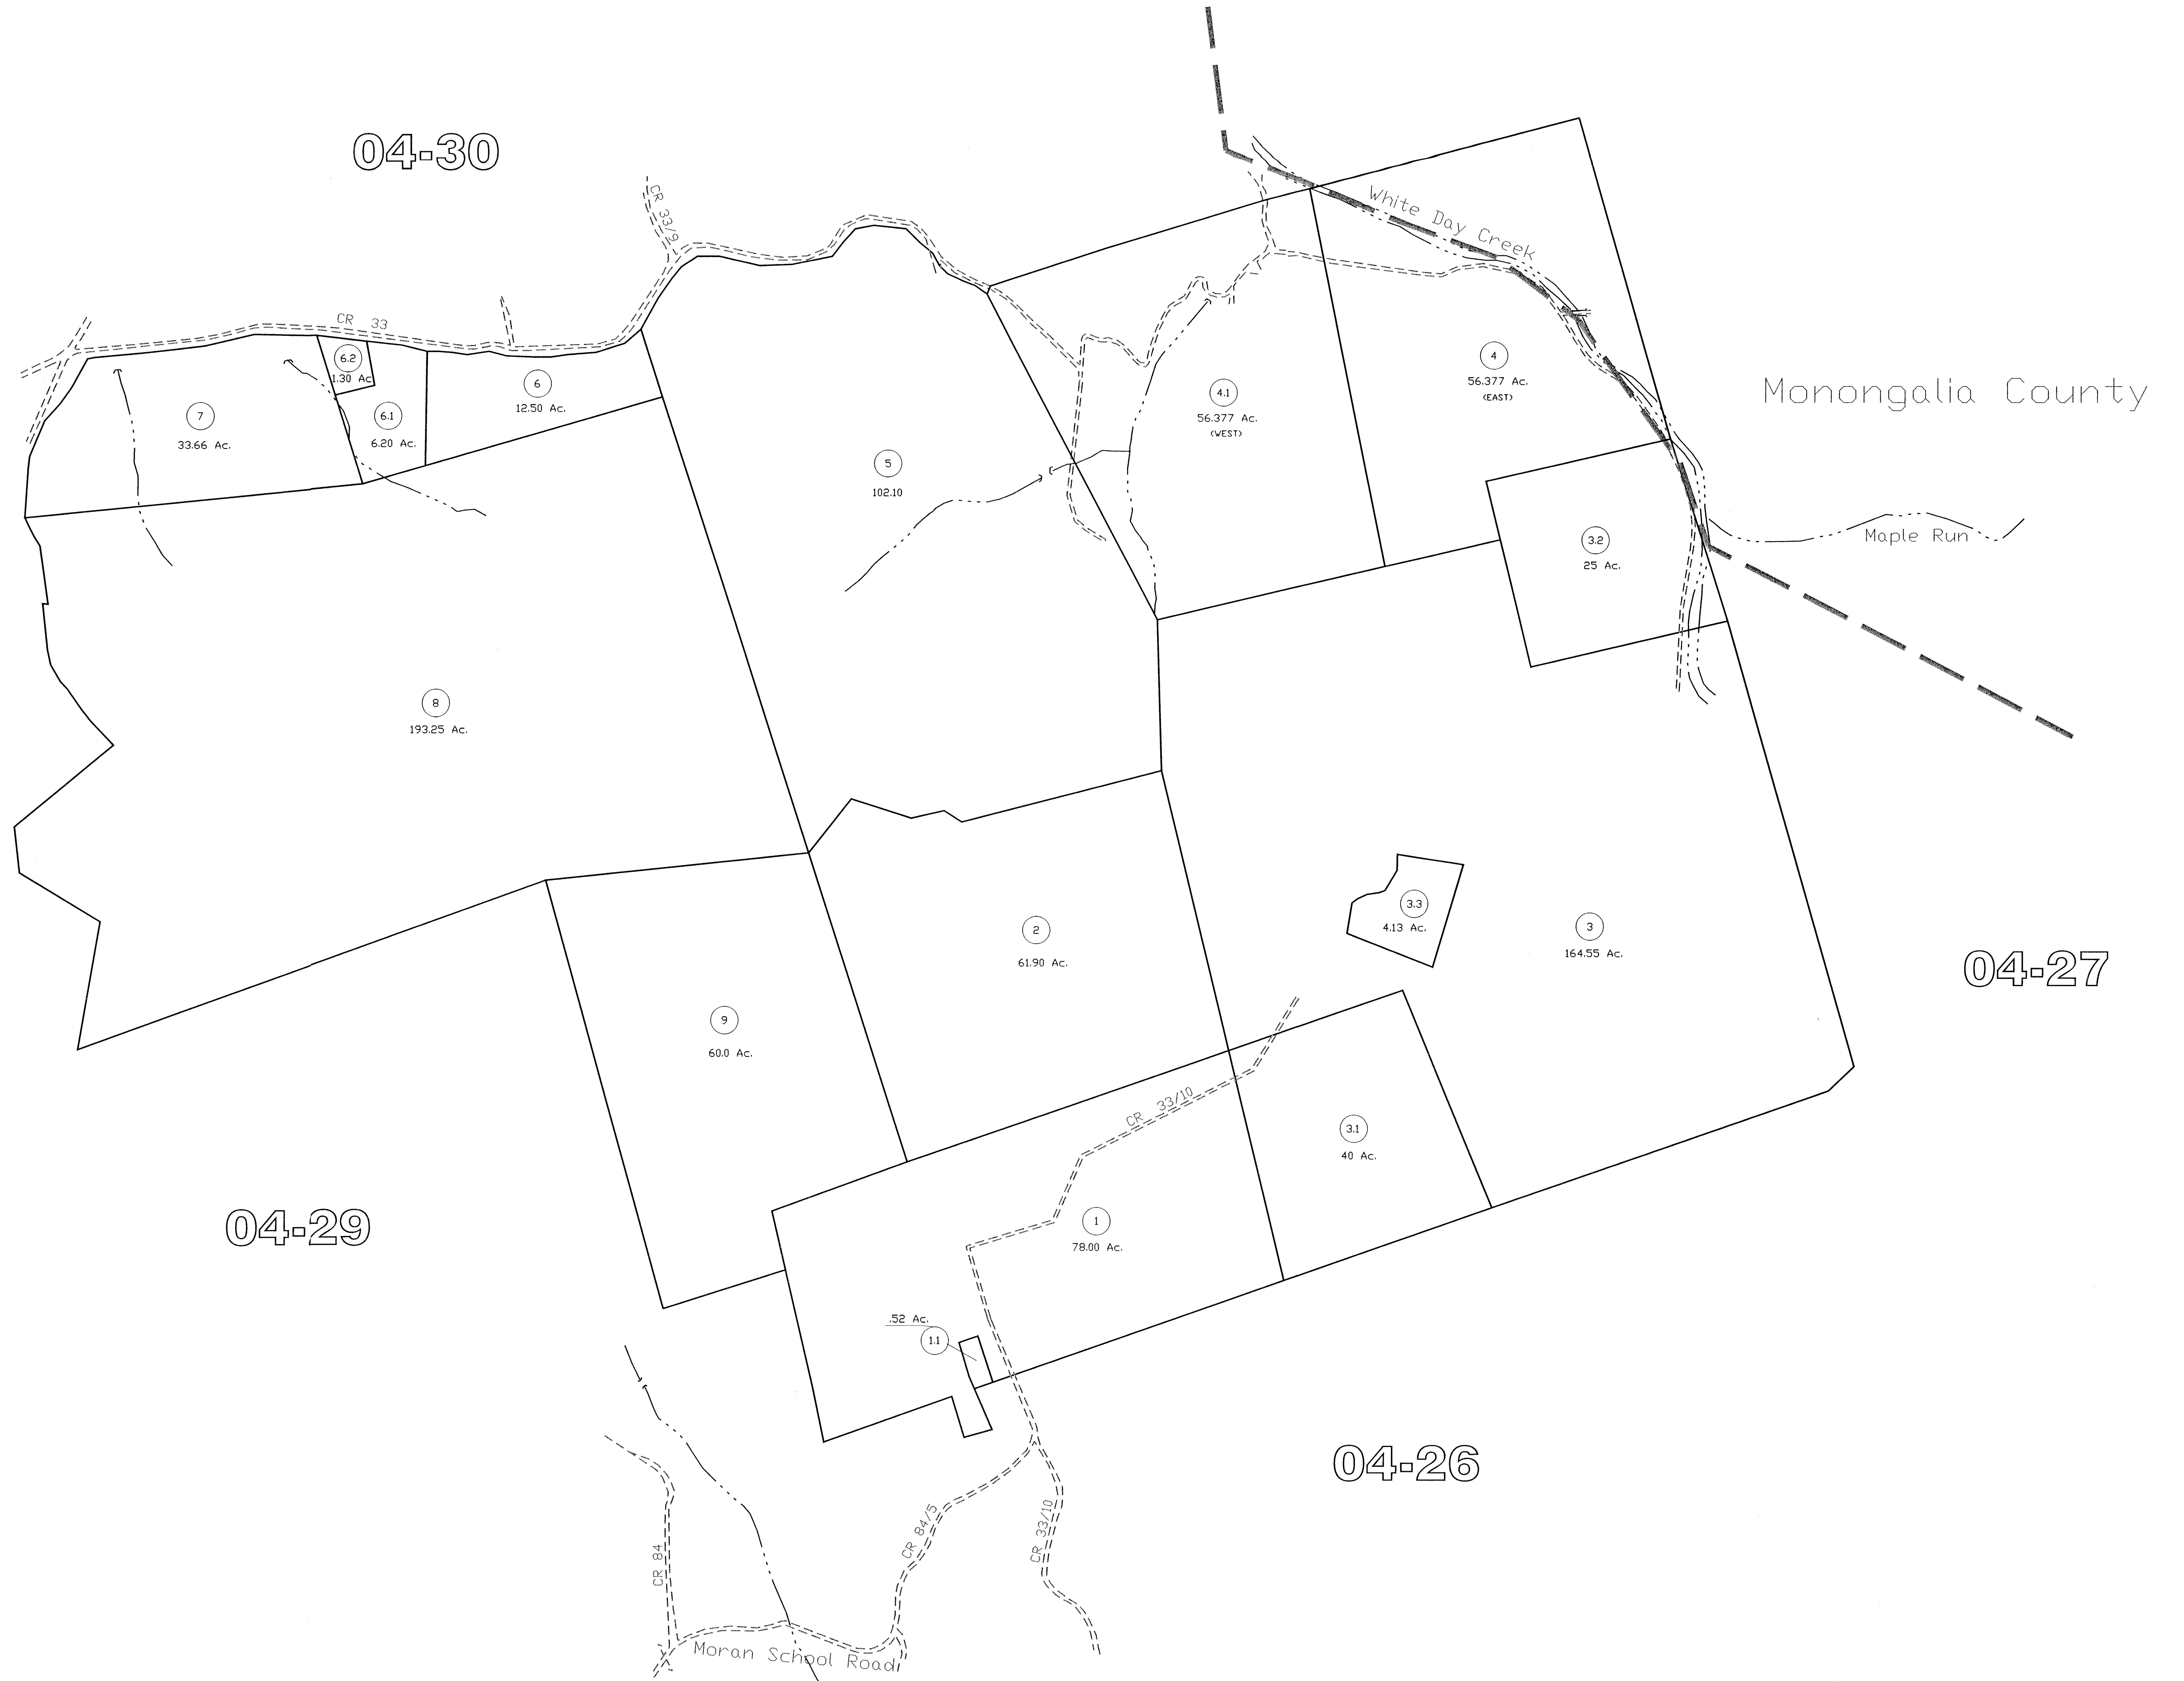 04-30
CR 33/9
White Day Creek
CR 33
6.2
1.30 Ac
6
12.50 Ac.
7
33.66 Ac.
6.1
6.20 Ac.
4.1
56.377 Ac.
(WEST)
4
56.377 Ac.
(EAST)
Monongalia County
5
102.10
3.2
25 Ac.
Maple Run
8
193.25 Ac.
3.3
4.13 Ac.
2
61.90 Ac.
3
164.55 Ac.
04-27
9
60.0 Ac.
CR 33/10
3.1
40 Ac.
04-29
1
78.00 Ac.
.52 Ac.
1.1
04-26
CR 84/5
CR 33/10
CR 84
Moran School Road